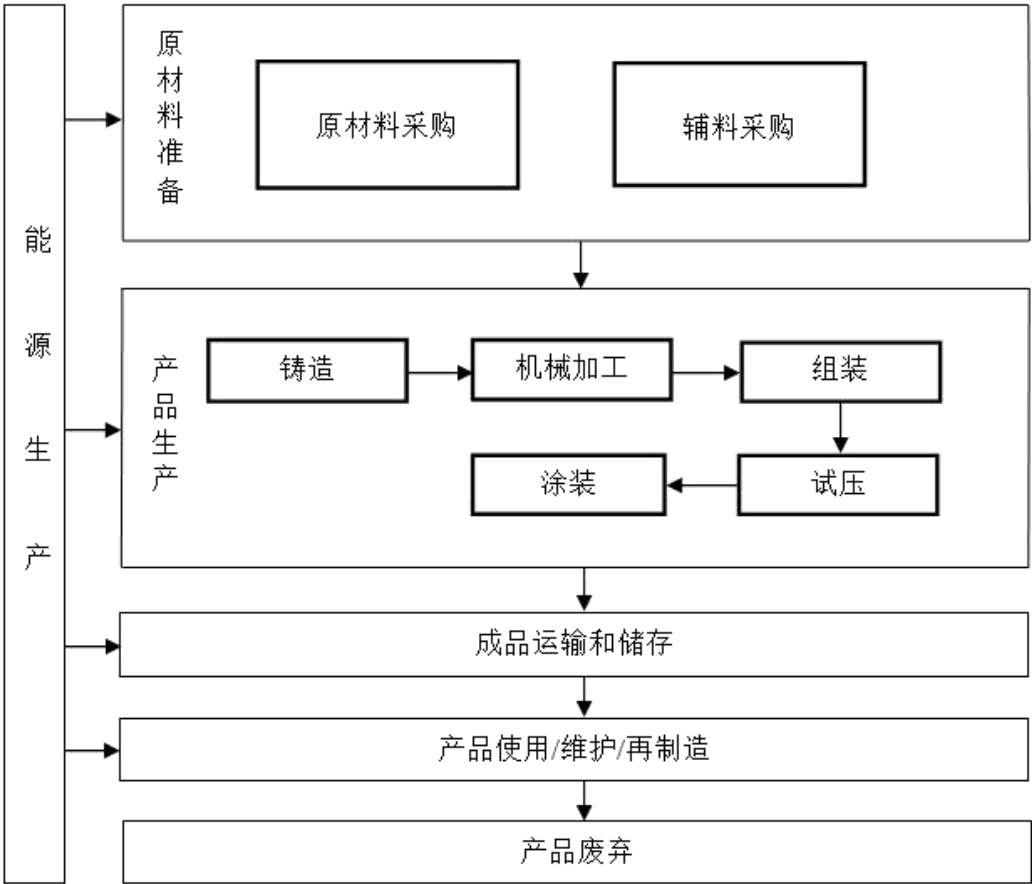 能源生产
原材料准备
原材料采购
辅料采购
产品生产
铸造
机械加工
组装
涂装
试压
成品运输和储存
产品使用/维护/再制造
产品废弃